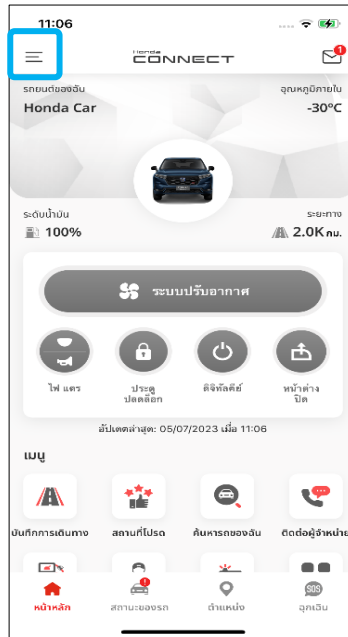 11:06
Honda
CONNECT
รถยนต์ของฉัน
อุณหภูมิภายใน
Honda Car
-30°C
ระดับน้ำมัน
ระยะทาง
100%
2.0K กม.
ระบบปรับอากาศ
ไฟ แตร
ประตู
ปลดล็อก
ดิจิทัลคีย์
หน้าต่าง
ปิด
อัปเดตล่าสุด: 05/07/2023 เมื่อ 11:06
เมนู
บันทึกการเดินทาง
สถานที่โปรด
ค้นหารถของฉัน
ติดต่อผู้จำหน่าย
หน้าหลัก
สถานะของรถ
ตำแหน่ง
SOS
ฉุกเฉิน